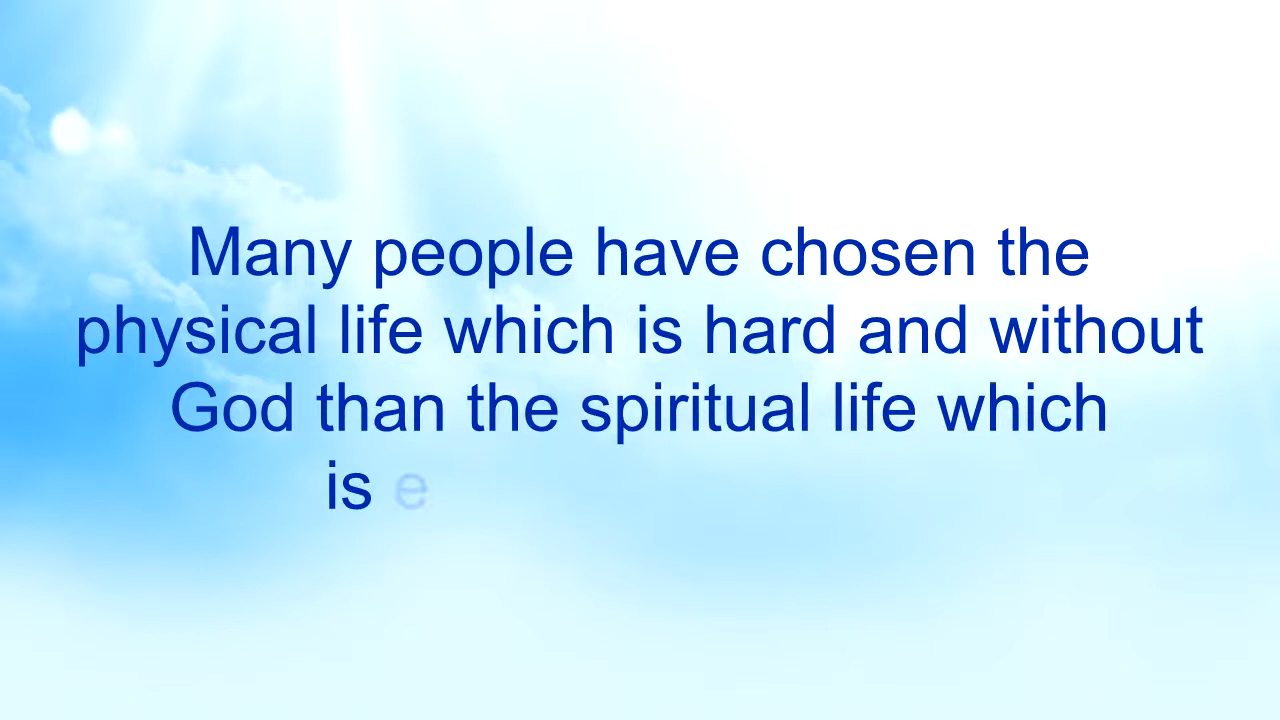 Many people have chosen the
physical life which is hard and without
God than the spiritual life which
is e